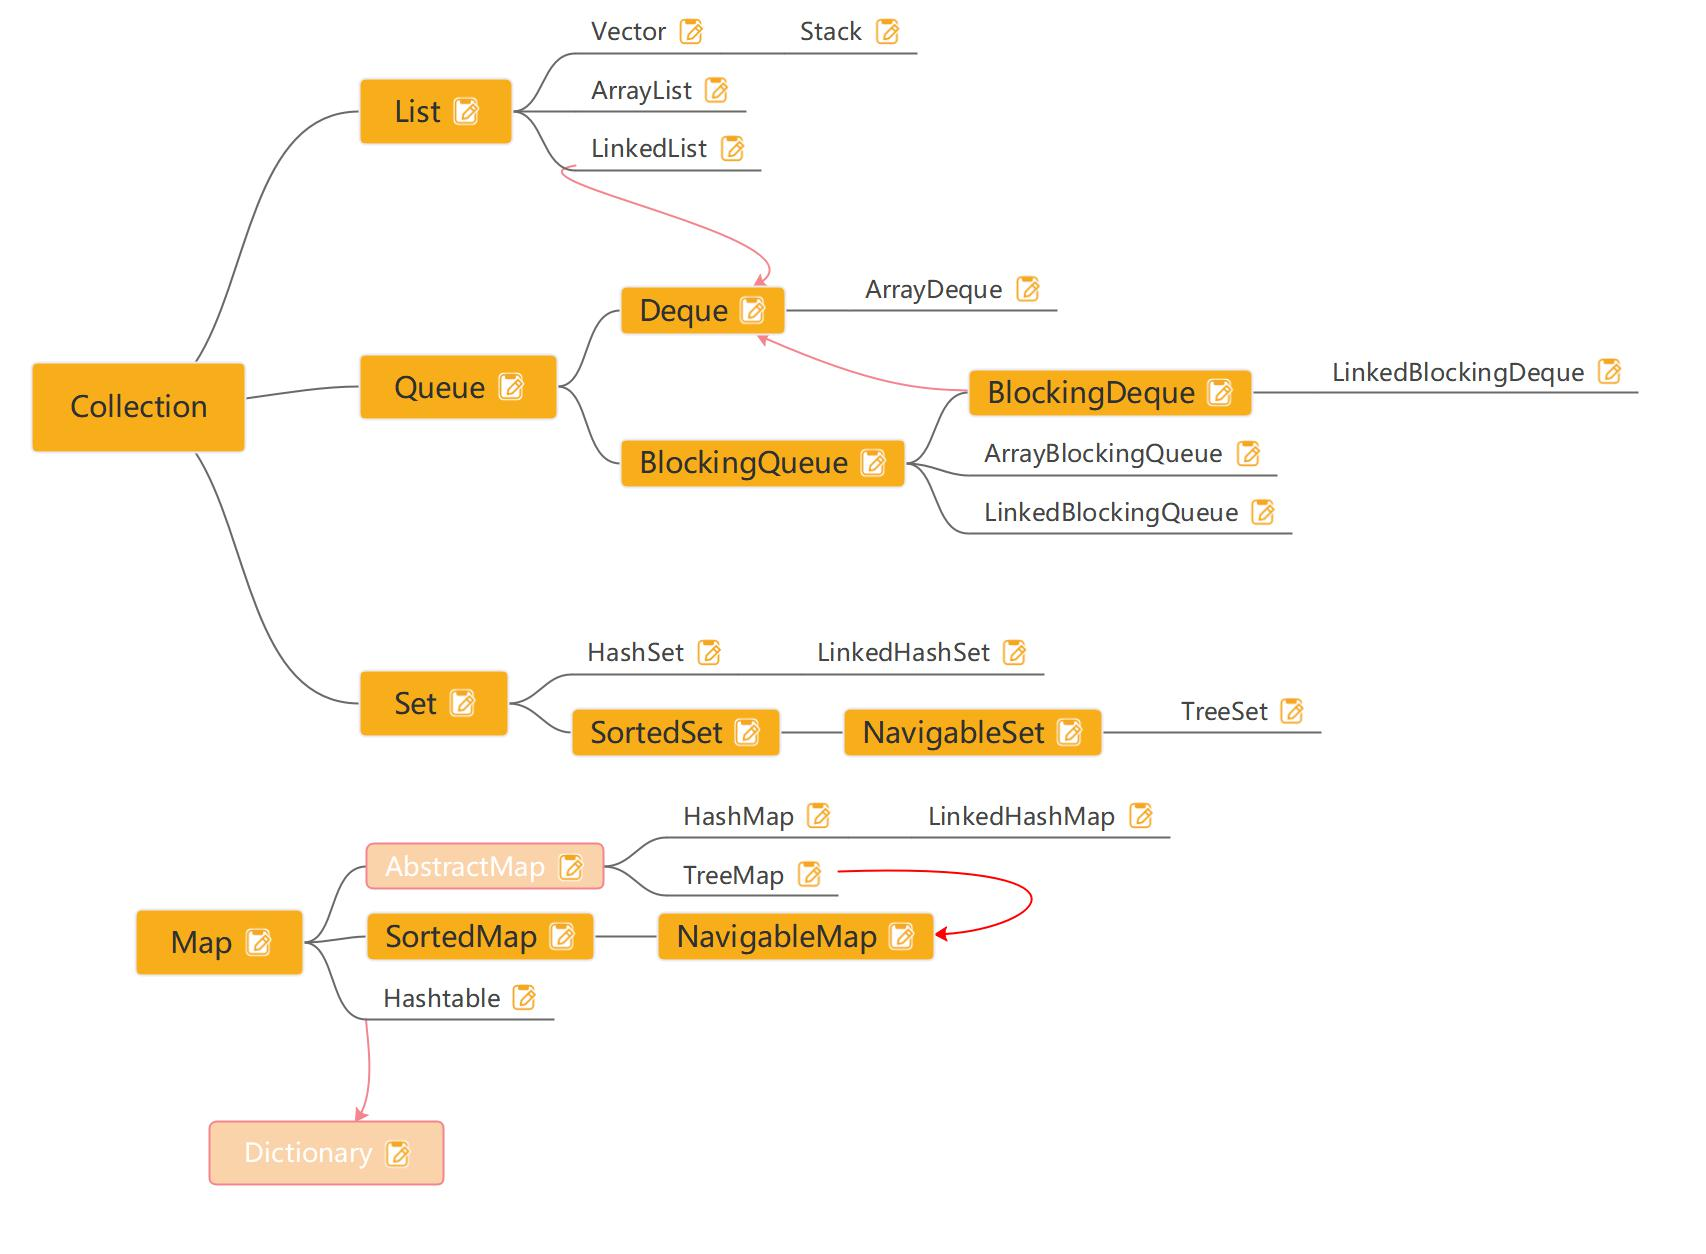 Vector
Stack
List
ArrayList
LinkedList
Deque
ArrayDeque
Collection
Queue
BlockingDeque
LinkedBlockingDeque
BlockingQueue
ArrayBlockingQueue
LinkedBlockingQueue
HashSet
LinkedHashSet
Set
SortedSet
NavigableSet
TreeSet
HashMap
LinkedHashMap
AbstractMap
TreeMap
Map
SortedMap
NavigableMap
Hashtable
Dictionary